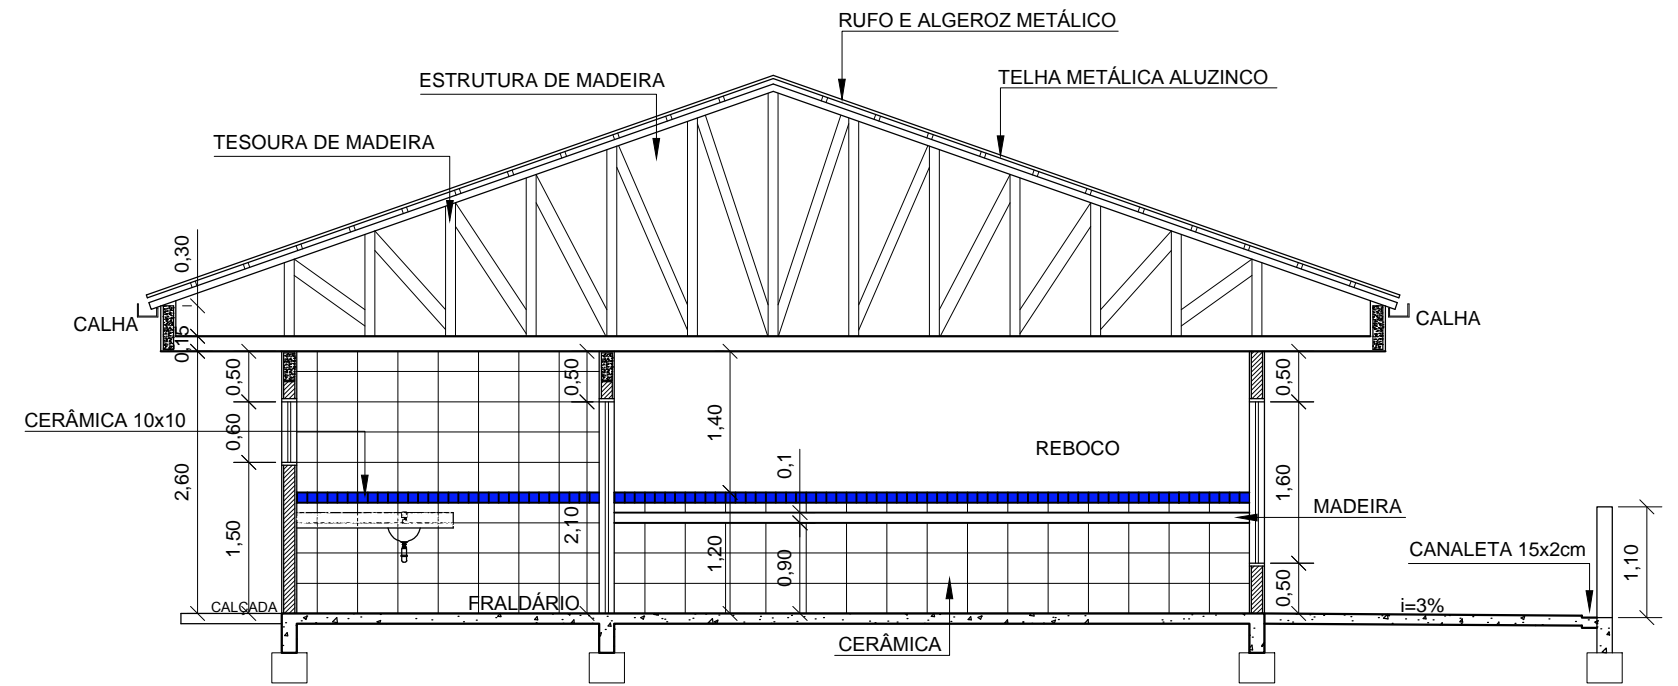 RUFO E ALGEROZ METÁLICO
ESTRUTURA DE MADEIRA
TELHA METÁLICA ALUZINCO
TESOURA DE MADEIRA
0,30
CALHA
CALHA
0,15
0,50
0,50
0,50
CERÂMICA 10x10
0,60
1,40
REBOCO
0,1
2,60
1,60
MADEIRA
1,50
2,10
1,20
0,90
CANALETA 15x2cm
1,10
0,50
CALÇADA
FRALDÁRIO
i=3%
CERÂMICA